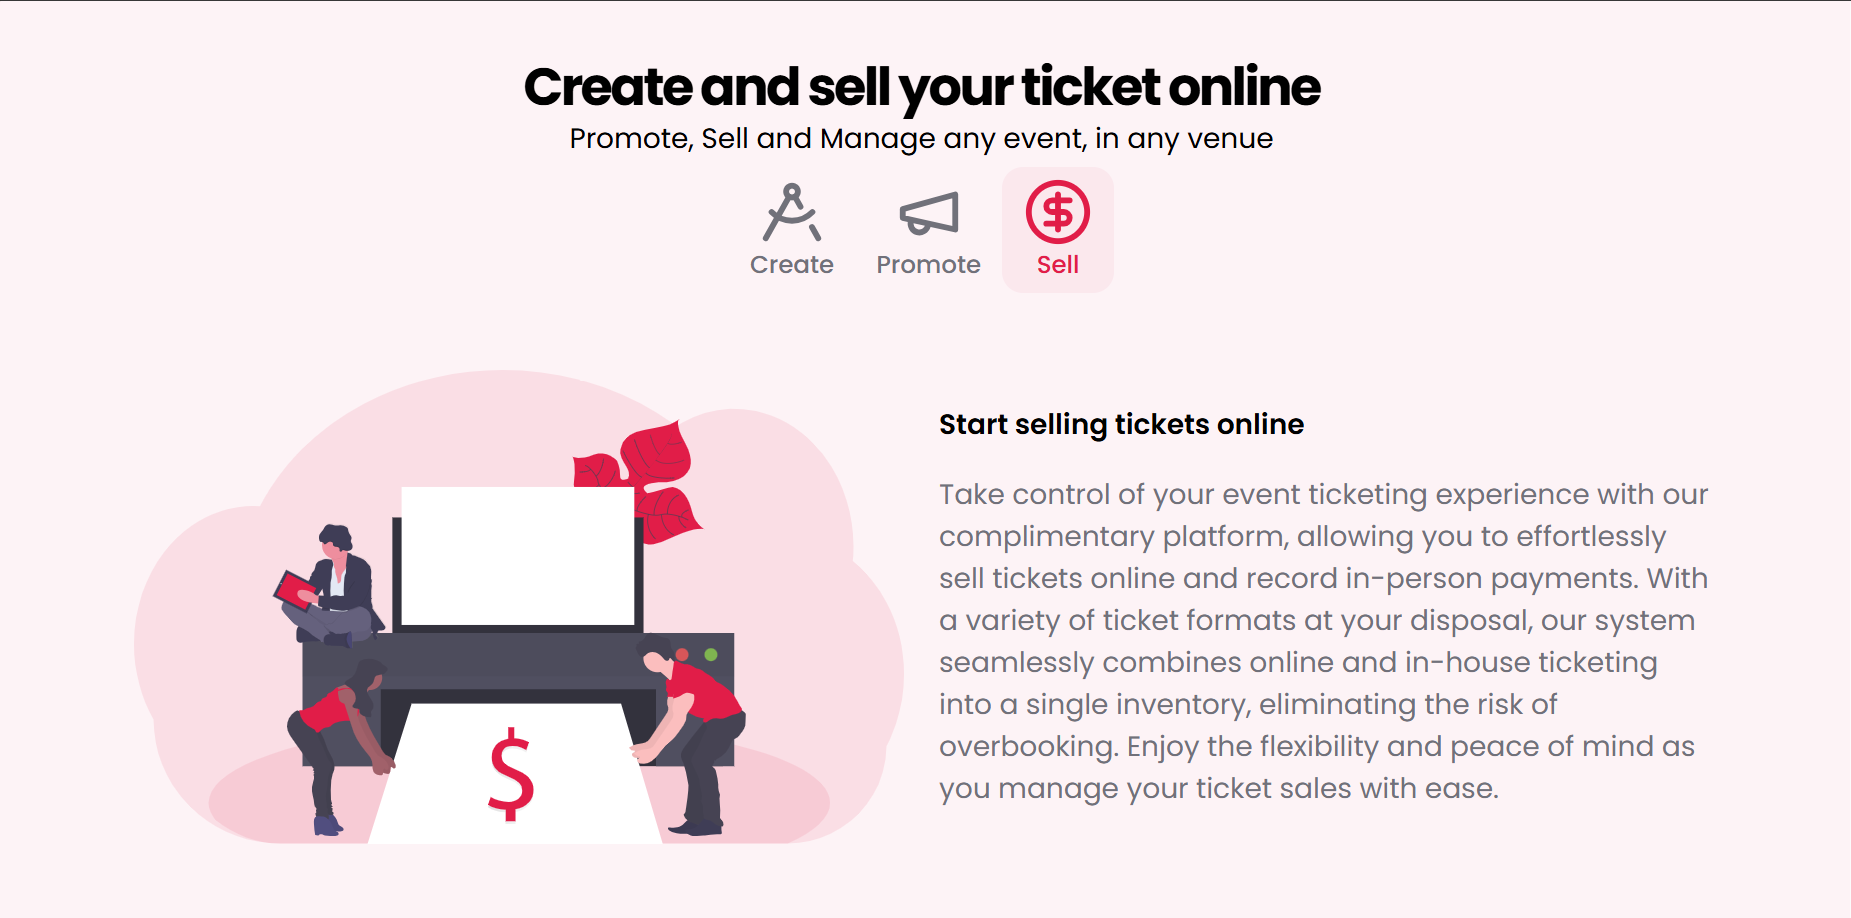 Create and sell your ticket online
Promote, Sell and Manage any event, in any venue
Create
Promote
Sell
Start selling tickets online
Take control of your event ticketing experience with our
complimentary platform, allowing you to effortlessly
sell tickets online and record in-person payments. With
a variety of ticket formats at your disposal, our system
seamlessly combines online and in-house ticketing
into a single inventory, eliminating the risk of
overbooking. Enjoy the flexibility and peace of mind as
you manage your ticket sales with ease.
$